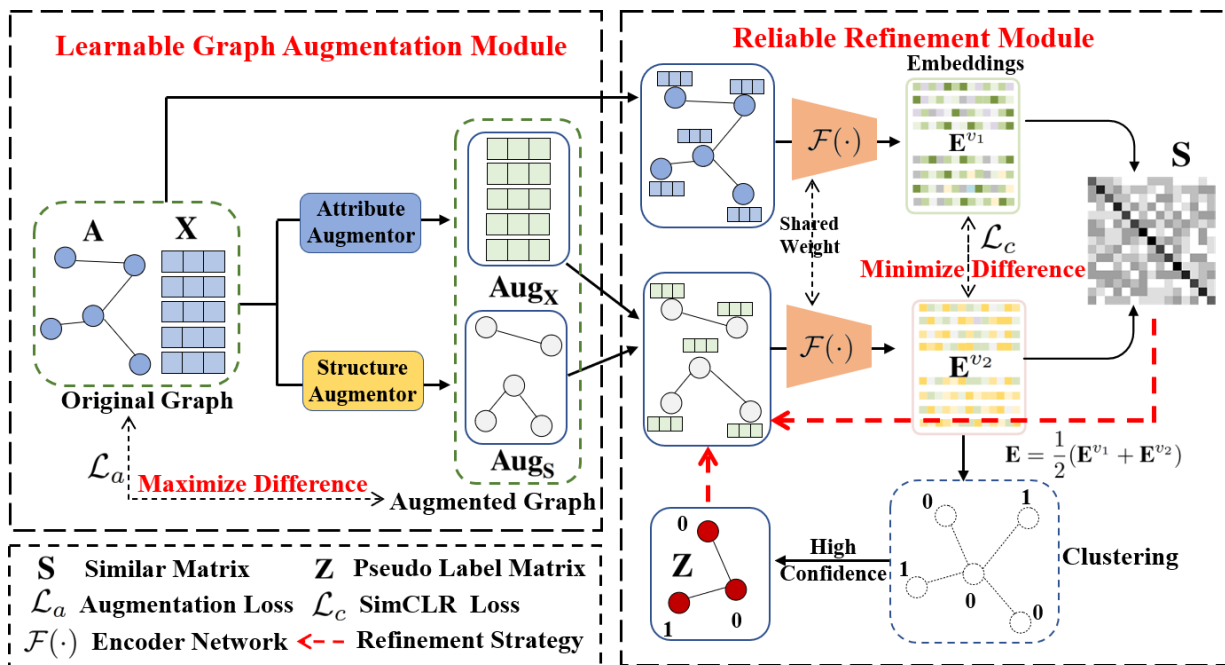 Learnable Graph Augmentation Module
A X
Original Graph
Attribute
Augmentor
Structure
Augmentor
Aug_X
Aug_S
ℒ_a
Maximize Difference
Augmented Graph
S Similar Matrix
Z Pseudo Label Matrix
ℒ_a Augmentation Loss
ℒ_c SimCLR Loss
ℱ(·) Encoder Network
Refinement Strategy
Reliable Refinement Module
Embeddings
ℱ(·)
E^{v_1}
S
Shared
Weight
ℒ_c
Minimize Difference
ℱ(·)
E^{v_2}
E = \frac{1}{2}(E^{v_1} + E^{v_2})
0
1
1
0
0
Clustering
High
Confidence
0
Z
1
0